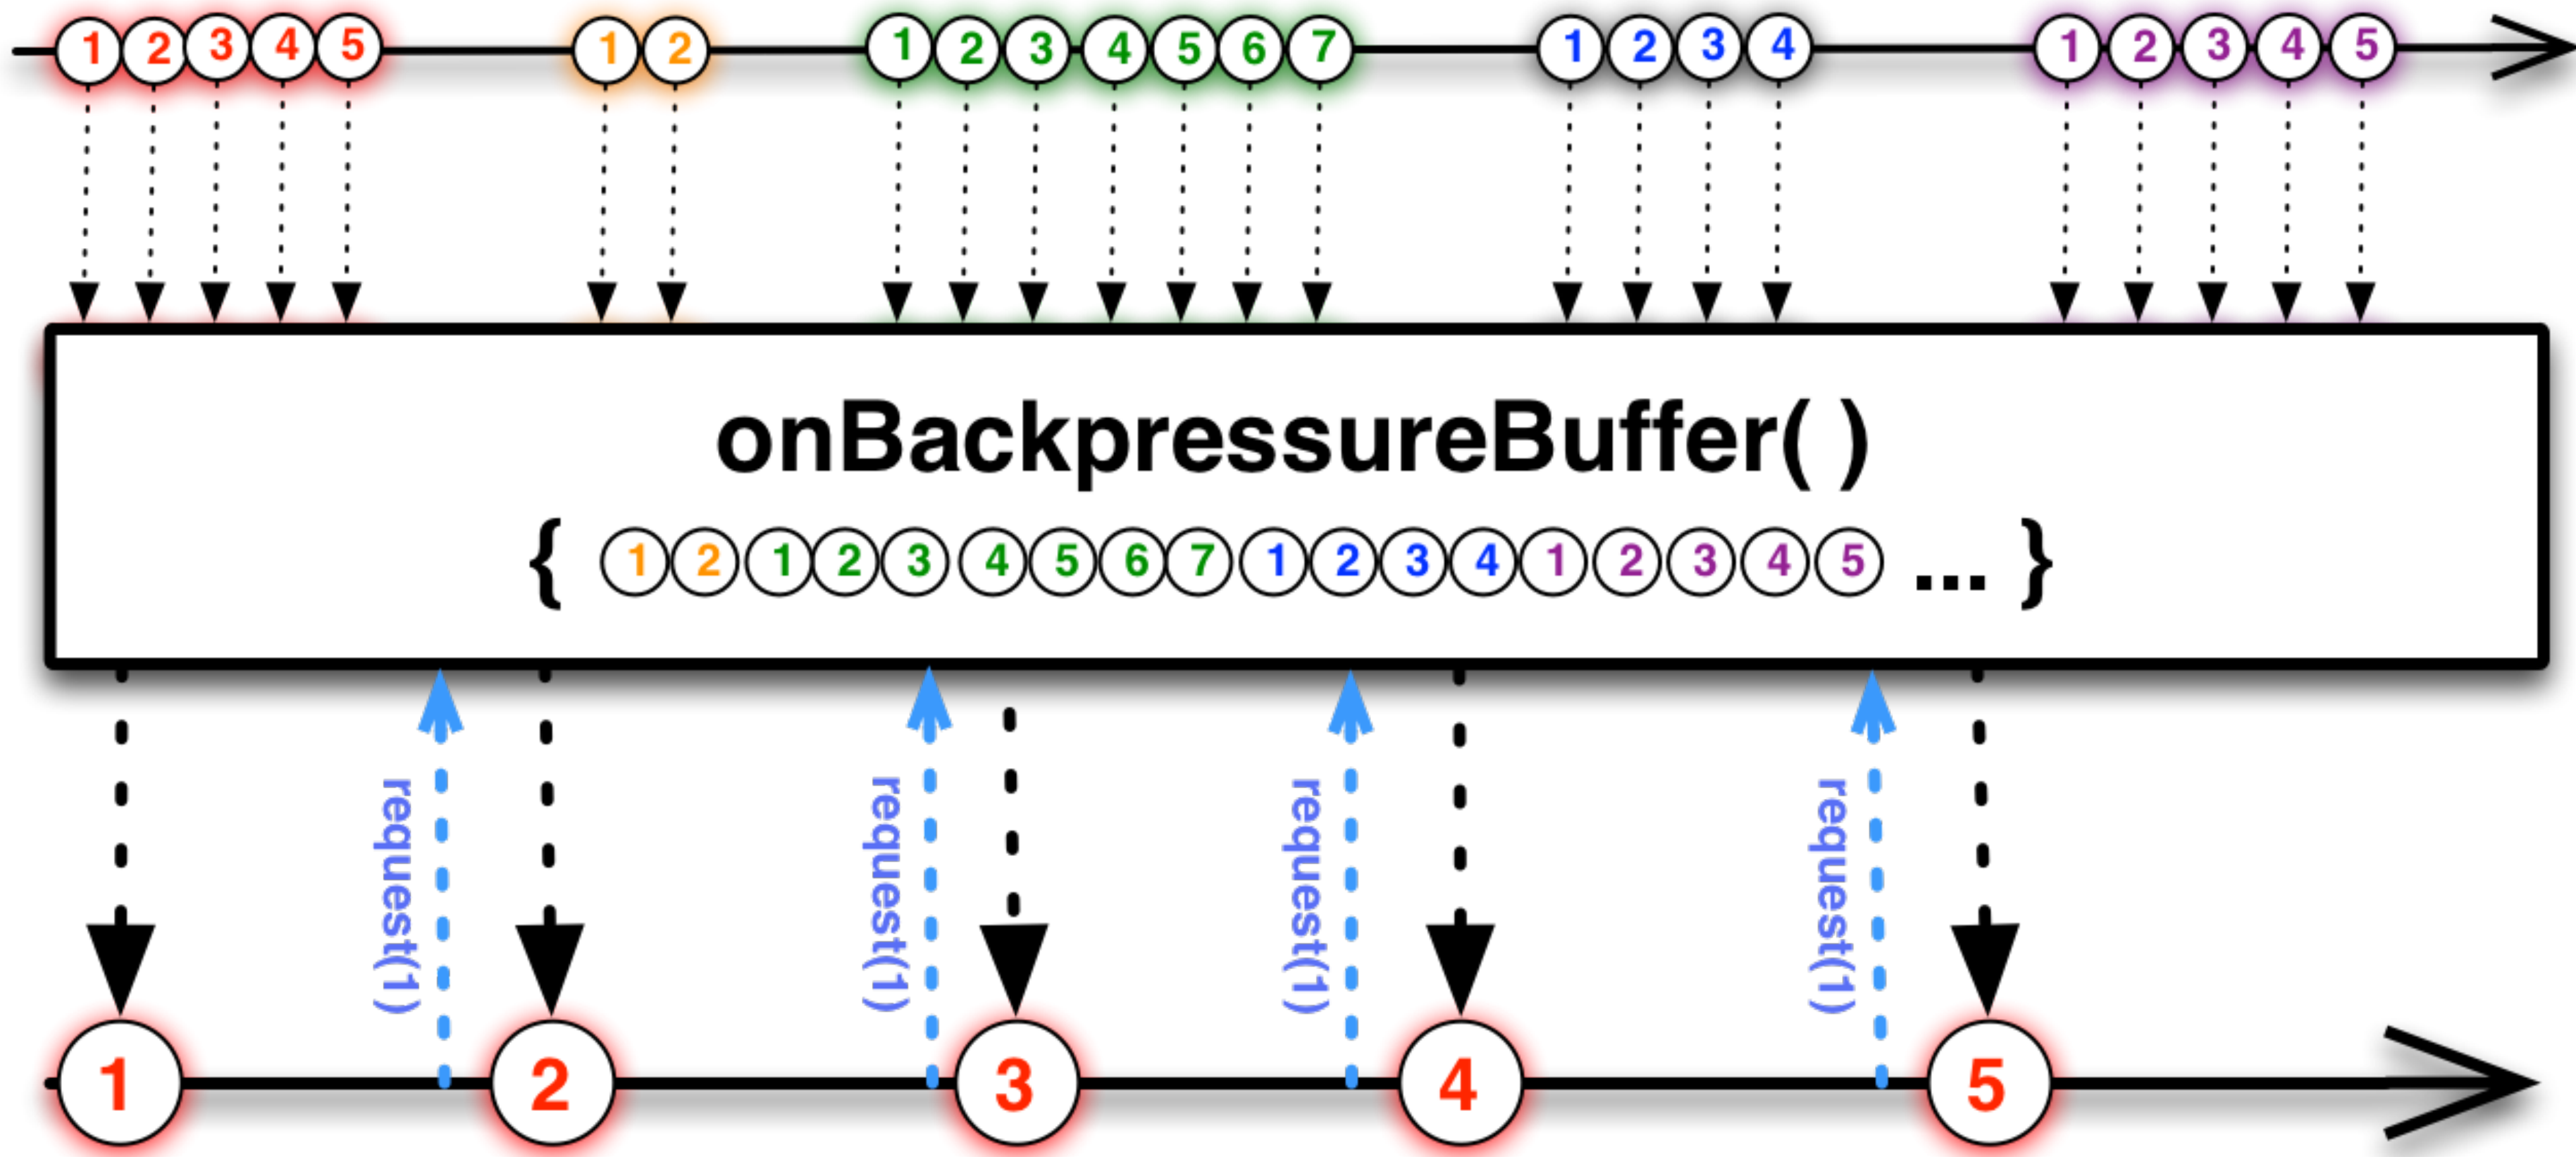 1 2 3 4 5 1 2 1 2 3 4 5 6 7 1 2 3 4 1 2 3 4 5
onBackpressureBuffer( )
{ 1 2 1 2 3 4 5 6 7 1 2 3 4 1 2 3 4 5 ... }
request(1)
request(1)
request(1)
request(1)
1 2 3 4 5